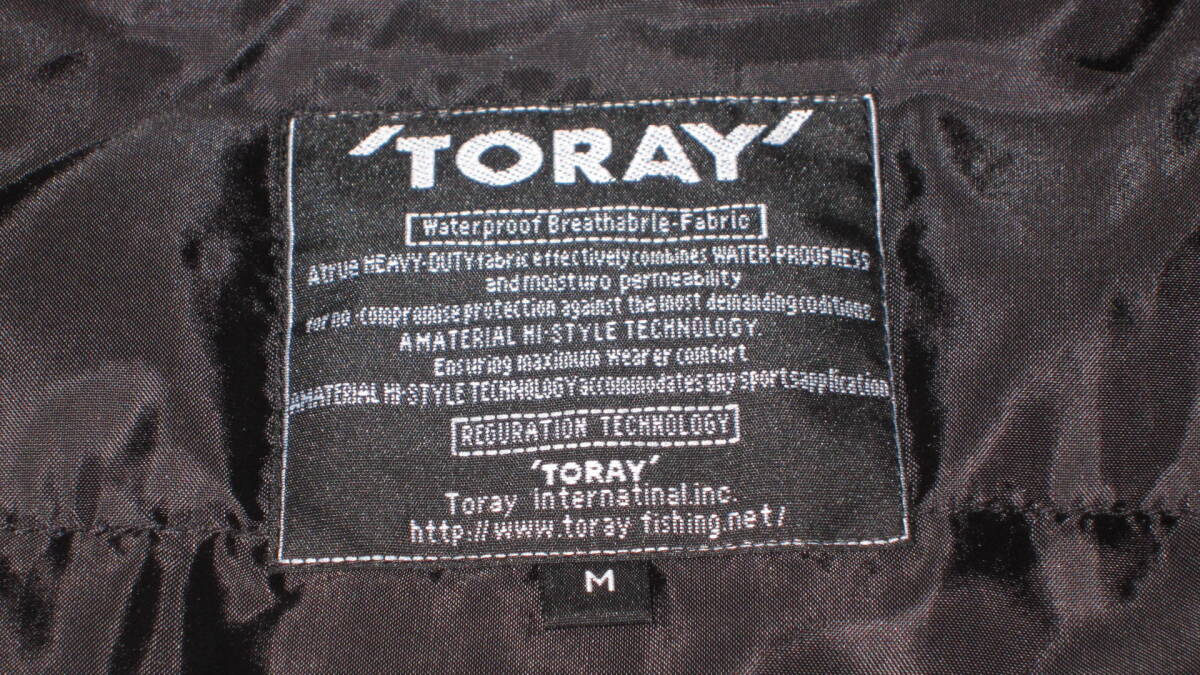 'TORAY'
Waterproof Breathabrle-Fabric
A true HEAVY-DUTY fabric effectively combines WATER-PROOFNESS
and moisturo permeability
for no-compromise protection against the most demanding coditions.
A MATERIAL HI-STYLE TECHNOLOGY.
Ensuring maximum wearer comfort
AMATERIAL HI-STYLE TECHNOLOGY accommodates any sports application
REGURATION TECHNOLOGY
'TORAY'
Toray internatinal.inc.
http://www.toray fishing.net/
M